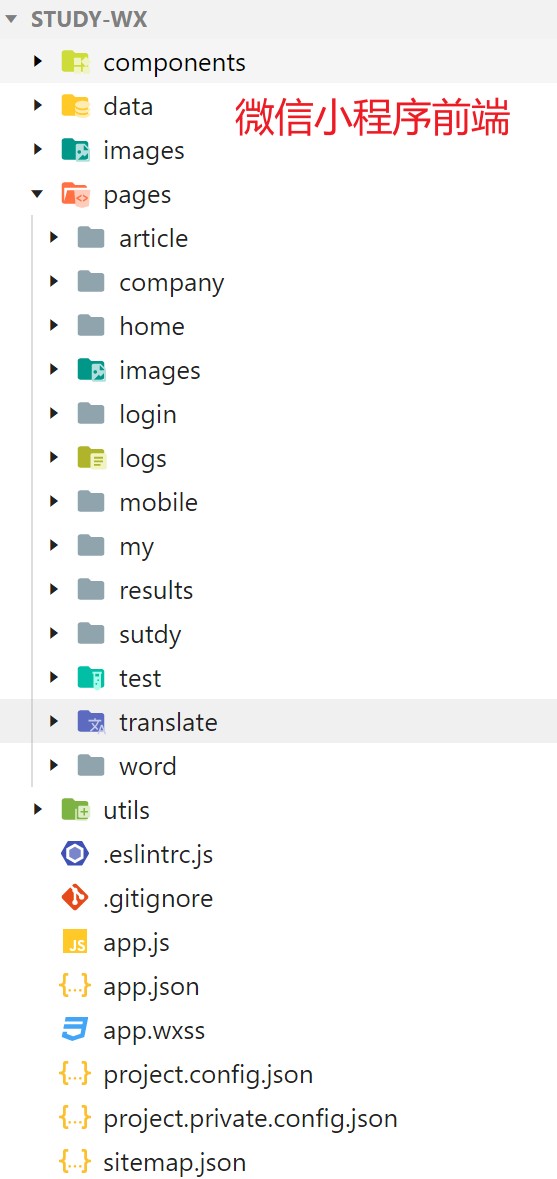 STUDY-WX
components
data
微信小程序前端
images
pages
article
company
home
images
login
logs
mobile
my
results
sutdy
test
translate
word
utils
.eslintrc.js
.gitignore
JS app.js
{...} app.json
app.wxss
{...} project.config.json
{...} project.private.config.json
{...} sitemap.json